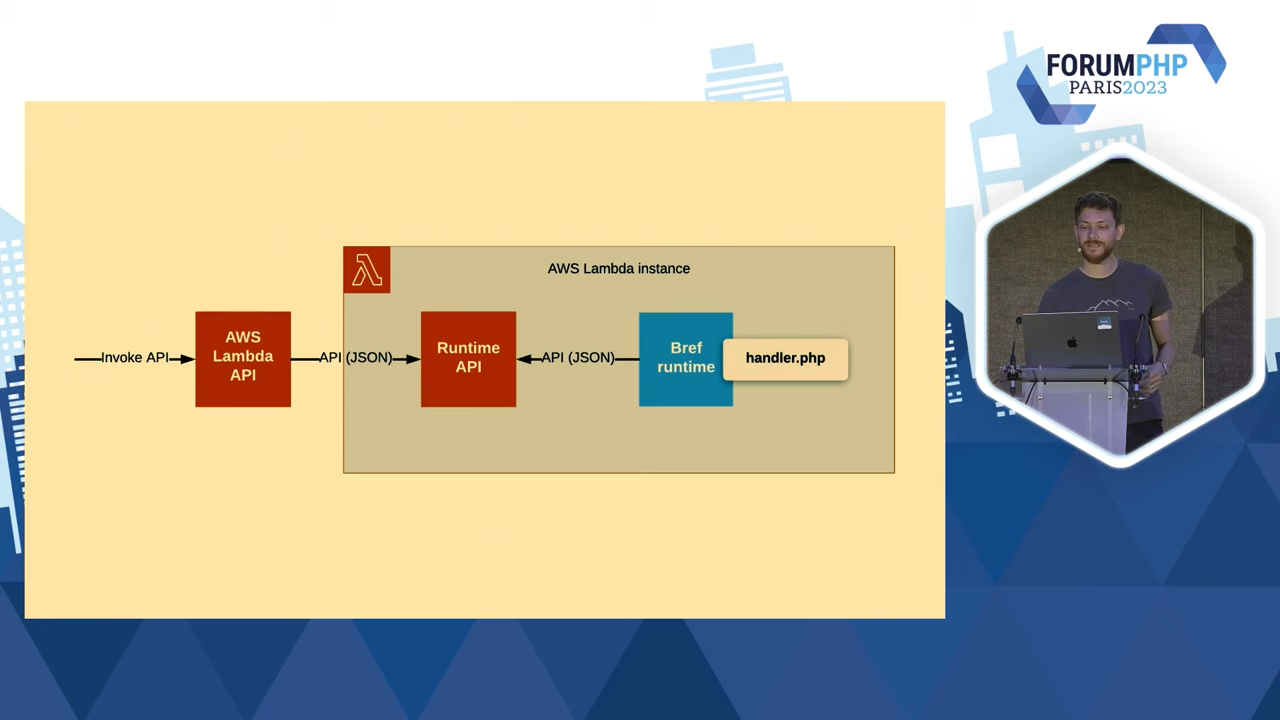 FORUMPHP
PARIS2023
AWS Lambda instance
Invoke API
AWS
Lambda
API
API (JSON)
Runtime
API
API (JSON)
Bref
runtime
handler.php